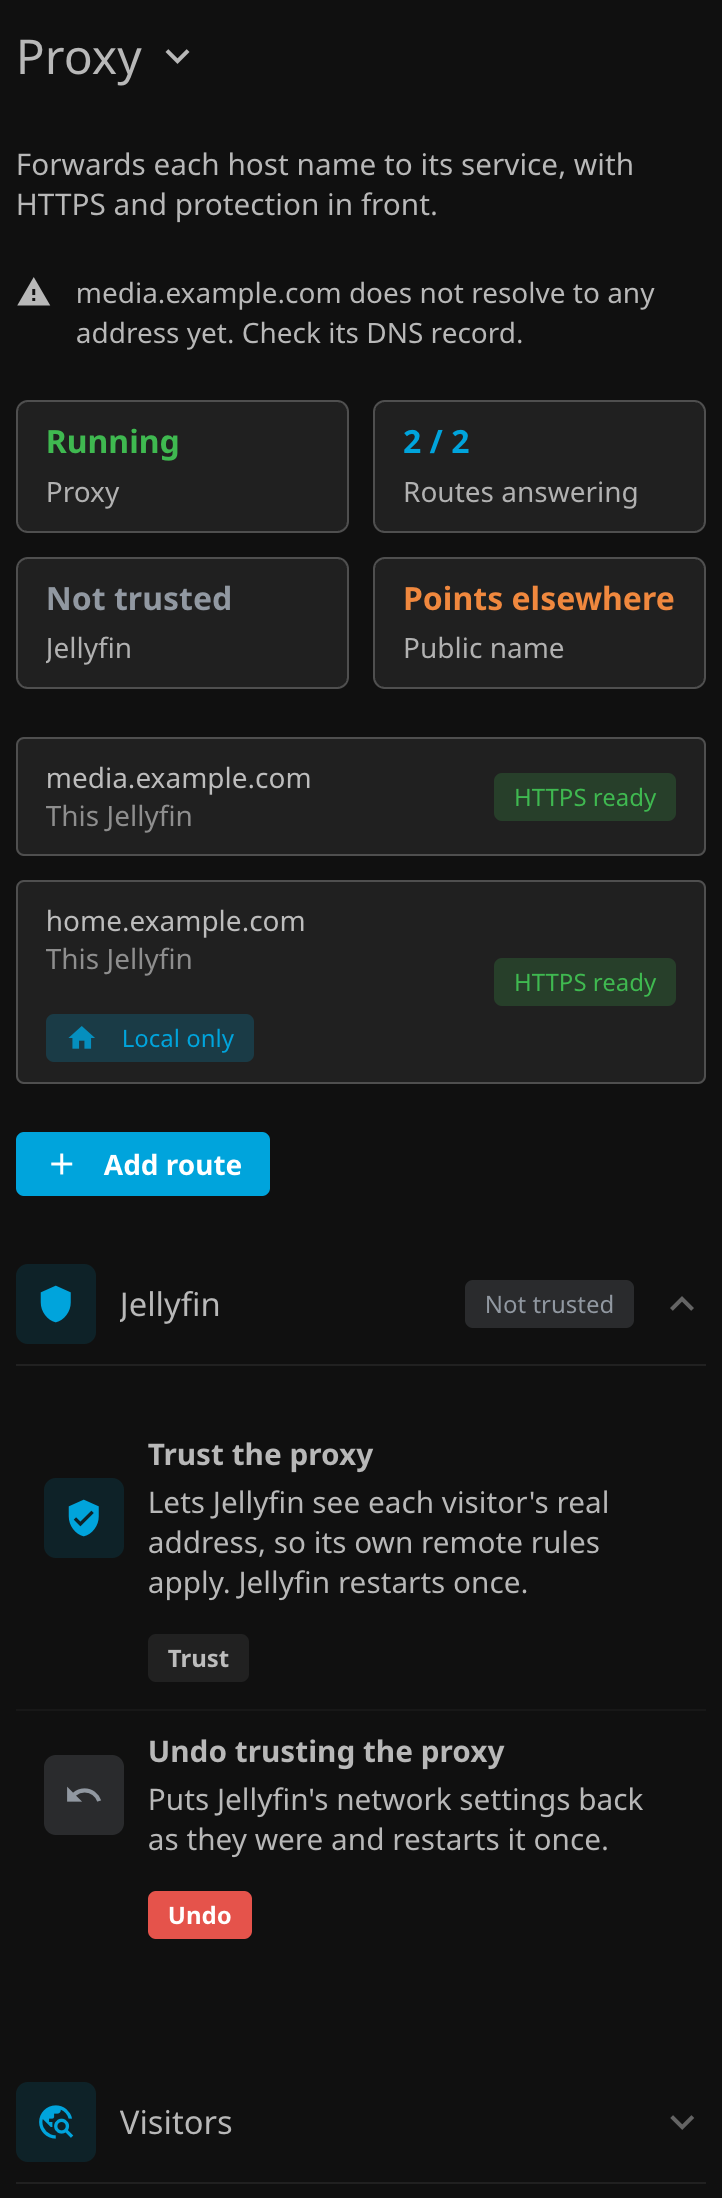 Proxy
Forwards each host name to its service, with
HTTPS and protection in front.
media.example.com does not resolve to any
address yet. Check its DNS record.
Running
Proxy
2 / 2
Routes answering
Not trusted
Jellyfin
Points elsewhere
Public name
media.example.com
This Jellyfin
HTTPS ready
home.example.com
This Jellyfin
HTTPS ready
Local only
Add route
Jellyfin
Not trusted
Trust the proxy
Lets Jellyfin see each visitor's real
address, so its own remote rules
apply. Jellyfin restarts once.
Trust
Undo trusting the proxy
Puts Jellyfin's network settings back
as they were and restarts it once.
Undo
Visitors